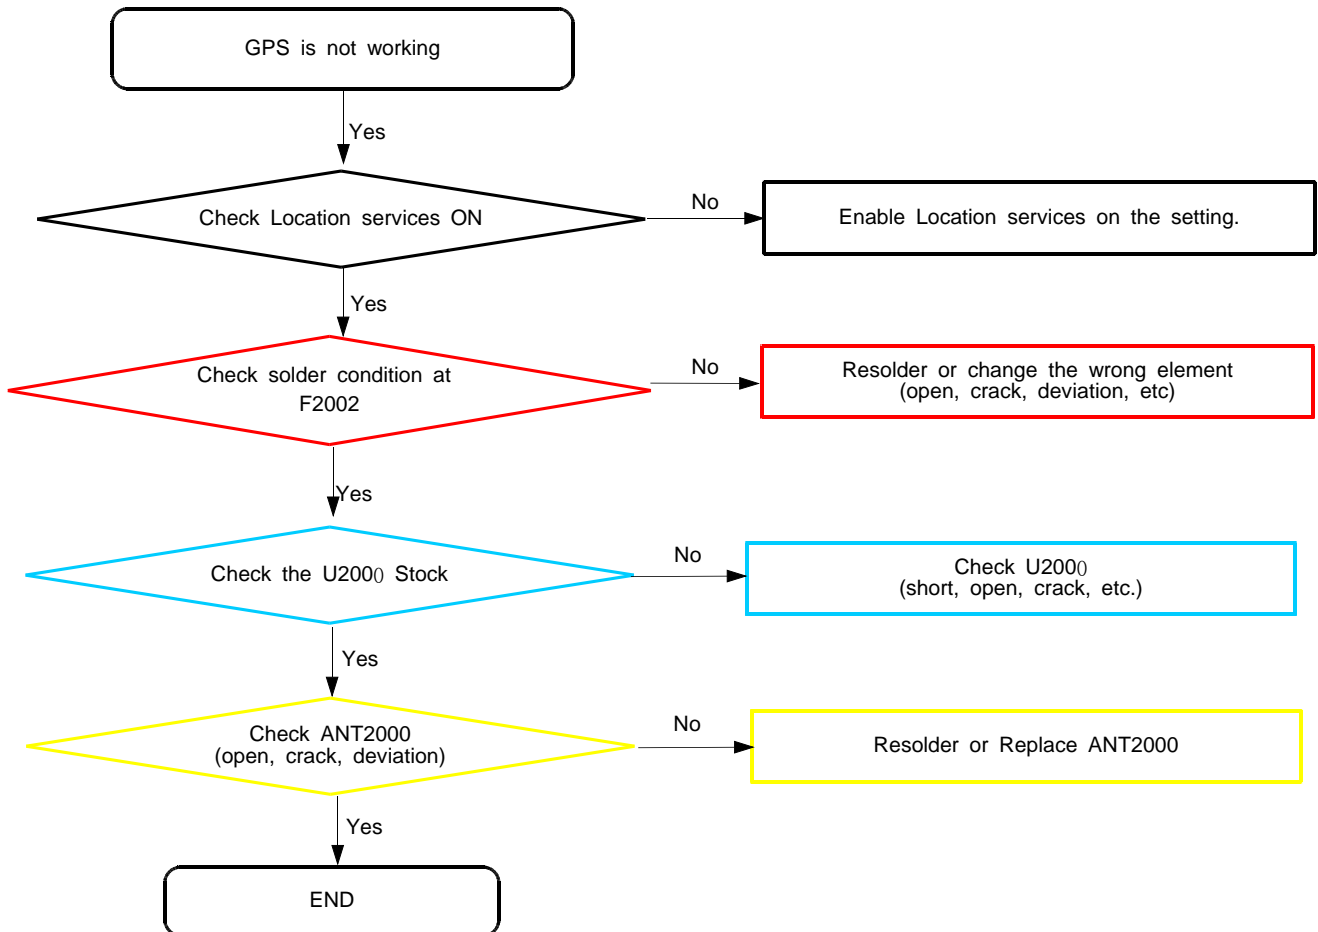 GPS is not working
Yes
Check Location services ON
No
Enable Location services on the setting.
Yes
Check solder condition at
F2002
No
Resolder or change the wrong element
(open, crack, deviation, etc)
Yes
Check the U200() Stock
No
Check U200()
(short, open, crack, etc.)
Yes
Check ANT2000
(open, crack, deviation)
No
Resolder or Replace ANT2000
Yes
END